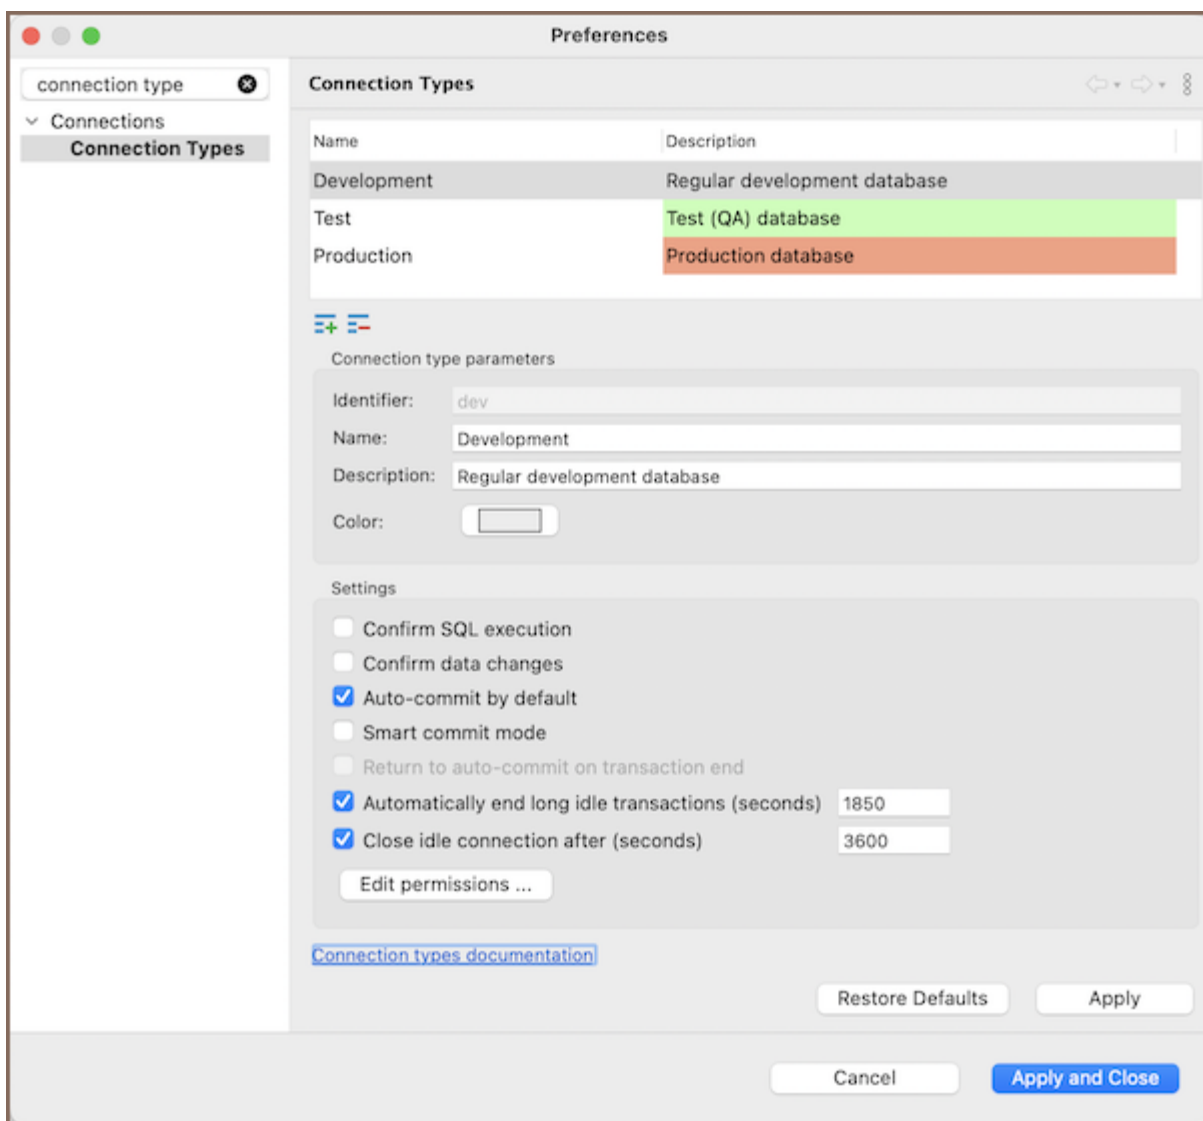 Preferences
connection type
Connections
Connection Types
Connection Types
Name Description
Development Regular development database
Test Test (QA) database
Production Production database
Connection type parameters
Identifier: dev
Name: Development
Description: Regular development database
Color:
Settings
Confirm SQL execution
Confirm data changes
Auto-commit by default
Smart commit mode
Return to auto-commit on transaction end
Automatically end long idle transactions (seconds) 1850
Close idle connection after (seconds) 3600
Edit permissions ...
Connection types documentation
Restore Defaults Apply
Cancel Apply and Close